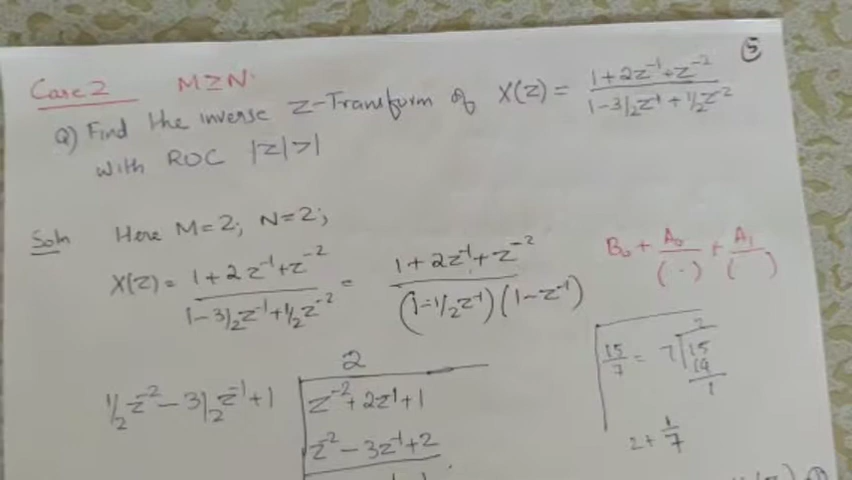 5
Case 2 M≥N.
Q) Find the inverse Z-Transform of X(z) = (1+2z⁻¹+z⁻²)/(1-3/2z⁻¹+1/2z⁻²)
with ROC |z|>1
Soln Here M=2; N=2;
X(z) = (1+2z⁻¹+z⁻²)/(1-3/2z⁻¹+1/2z⁻²) = (1+2z⁻¹+z⁻²)/((1-1/2z⁻¹)(1-z⁻¹))
B₀ + A₀/(·) + A₁/( )
2
1/2z⁻²-3/2z⁻¹+1 | z⁻²+2z⁻¹+1
z⁻²-3z⁻¹+2
2
15/7 = 7 | 15
14
1
2+1/7